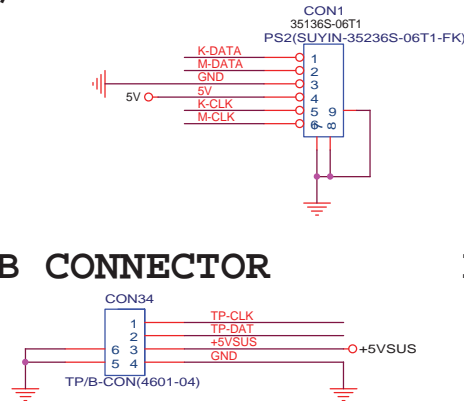 CON1
35136S-06T1
PS2(SUYIN-35236S-06T1-FK)
K-DATA 1
M-DATA 2
GND 3
5V 5V 4
K-CLK 5 9
M-CLK 6 7 8
B CONNECTOR
CON34
TP-CLK 1
TP-DAT 2
6 3 +5VSUS +5VSUS
5 4 GND
TP/B-CON(4601-04)